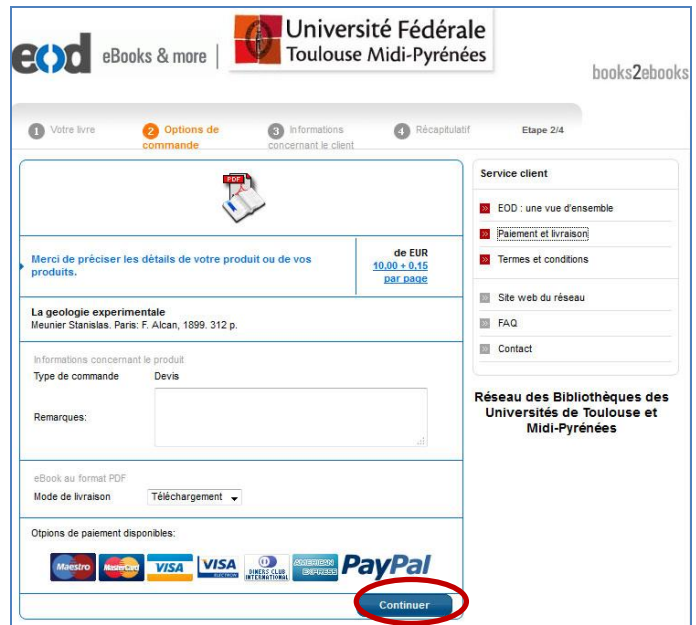 eod eBooks & more |
Université Fédérale
Toulouse Midi-Pyrénées
books2ebooks
1 Votre livre
2 Options de commande
3 Informations concernant le client
4 Récapitulatif
Etape 2/4
PDF
Merci de préciser les détails de votre produit ou de vos
produits.
de EUR
10,00 + 0,15
par page
La geologie experimentale
Meunier Stanislas. Paris: F. Alcan, 1899. 312 p.
Informations concernant le produit
Type de commande Devis
Remarques:
eBook au format PDF
Mode de livraison Téléchargement
Otpions de paiement disponibles:
Maestro MasterCard VISA VISA ELECTRON DINERS CLUB INTERNATIONAL AMERICAN EXPRESS PayPal
Continuer
Service client
EOD : une vue d'ensemble
Paiement et livraison
Termes et conditions
Site web du réseau
FAQ
Contact
Réseau des Bibliothèques des
Universités de Toulouse et
Midi-Pyrénées